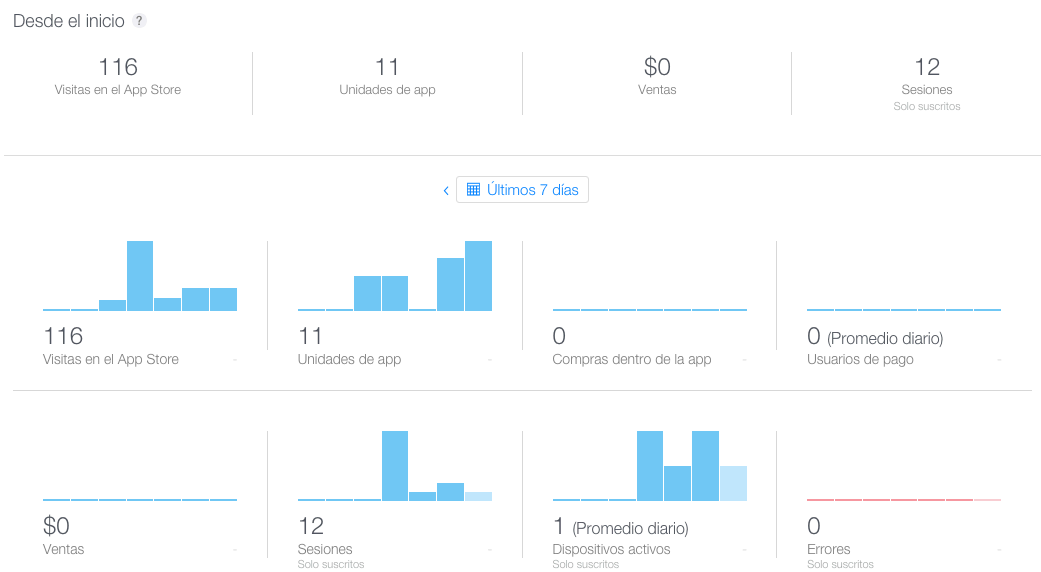 Desde el inicio ?
116
Visitas en el App Store
11
Unidades de app
$0
Ventas
12
Sesiones
Solo suscritos
‹ Últimos 7 días
116
Visitas en el App Store -
11
Unidades de app -
0
Compras dentro de la app -
0 (Promedio diario)
Usuarios de pago -
$0
Ventas -
12
Sesiones -
Solo suscritos
1 (Promedio diario)
Dispositivos activos -
Solo suscritos
0
Errores -
Solo suscritos